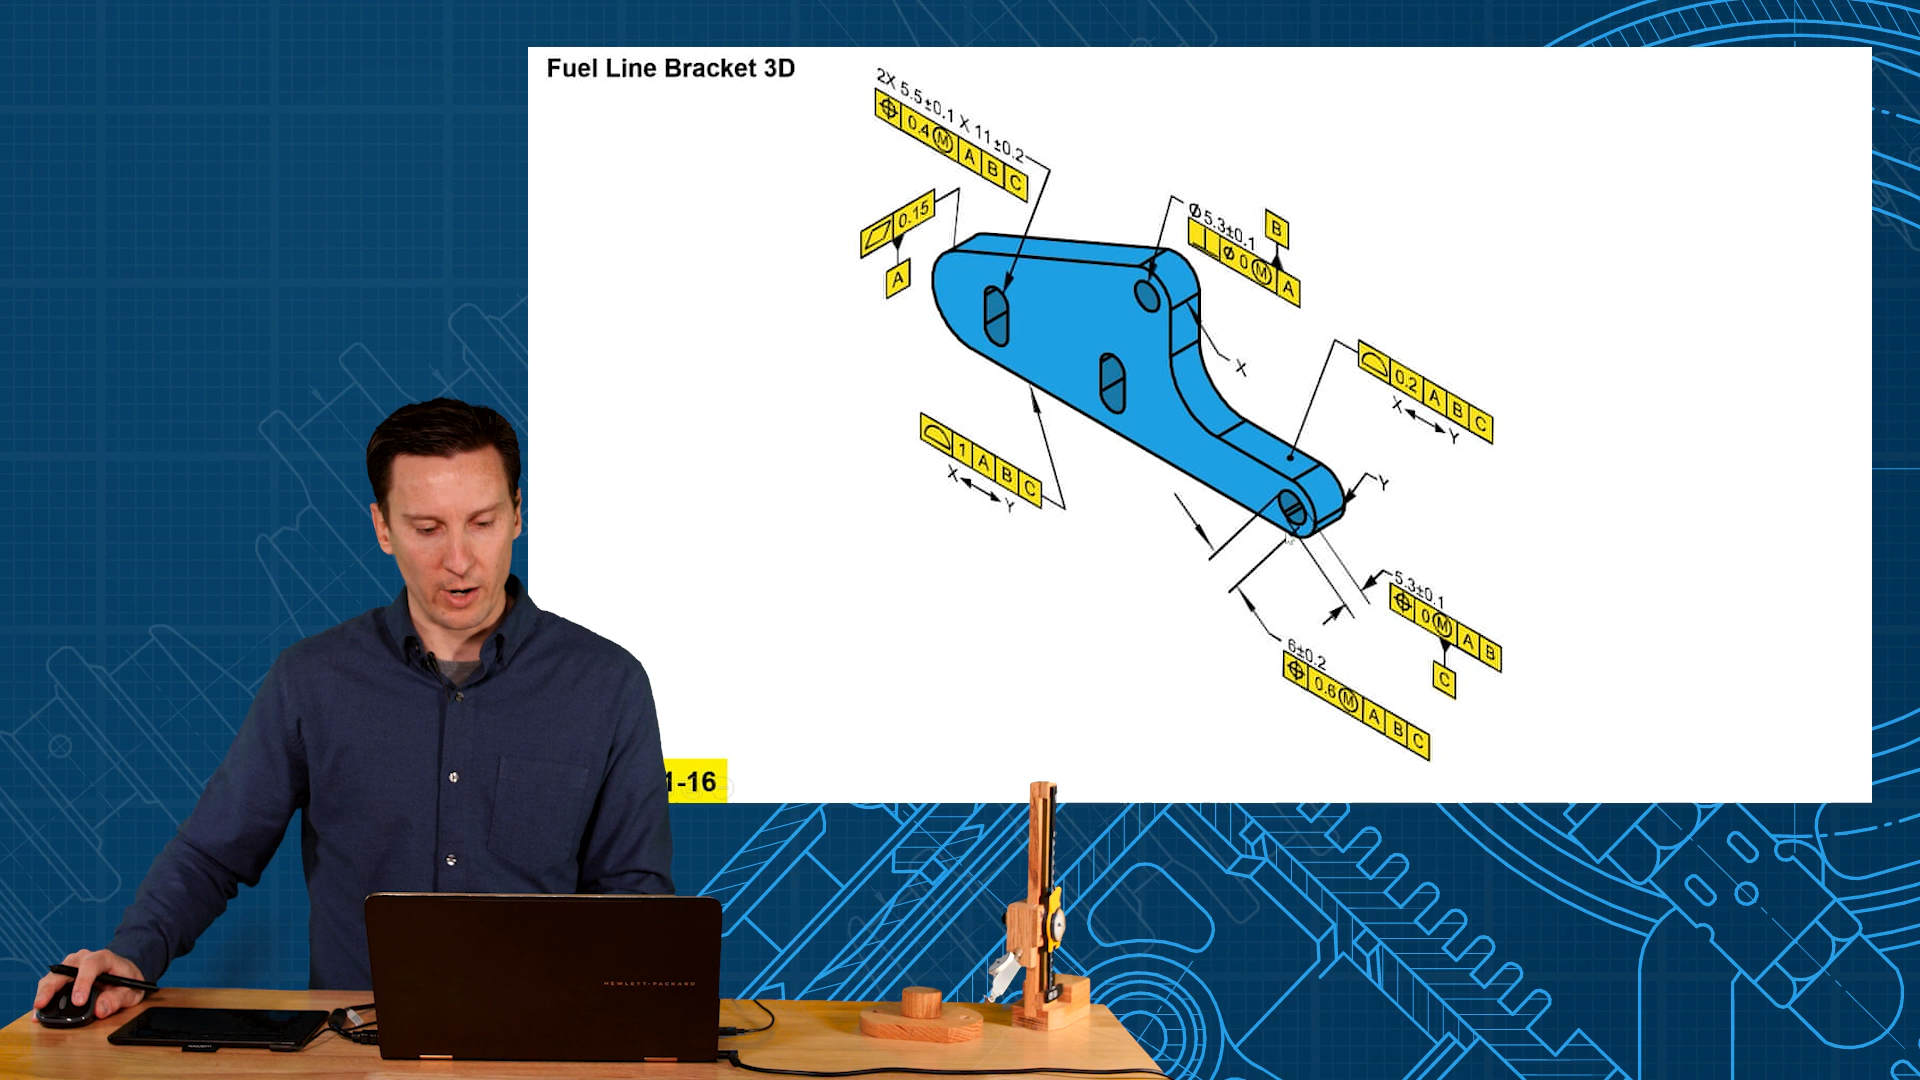 Fuel Line Bracket 3D
2X 5.5±0.1 X 11±0.2
⌖ 0.4 Ⓜ A B C
⏥ 0.15
A
Ø5.3±0.1
B
⟂ Ø 0 Ⓜ A
X
⌓ 0.2 A B C
X↔Y
⌓ 1 A B C
X↔Y
Y
5.3±0.1
⌖ 0 Ⓜ A B
C
6±0.2
⌖ 0.6 Ⓜ A B C
1-16
HEWLETT-PACKARD